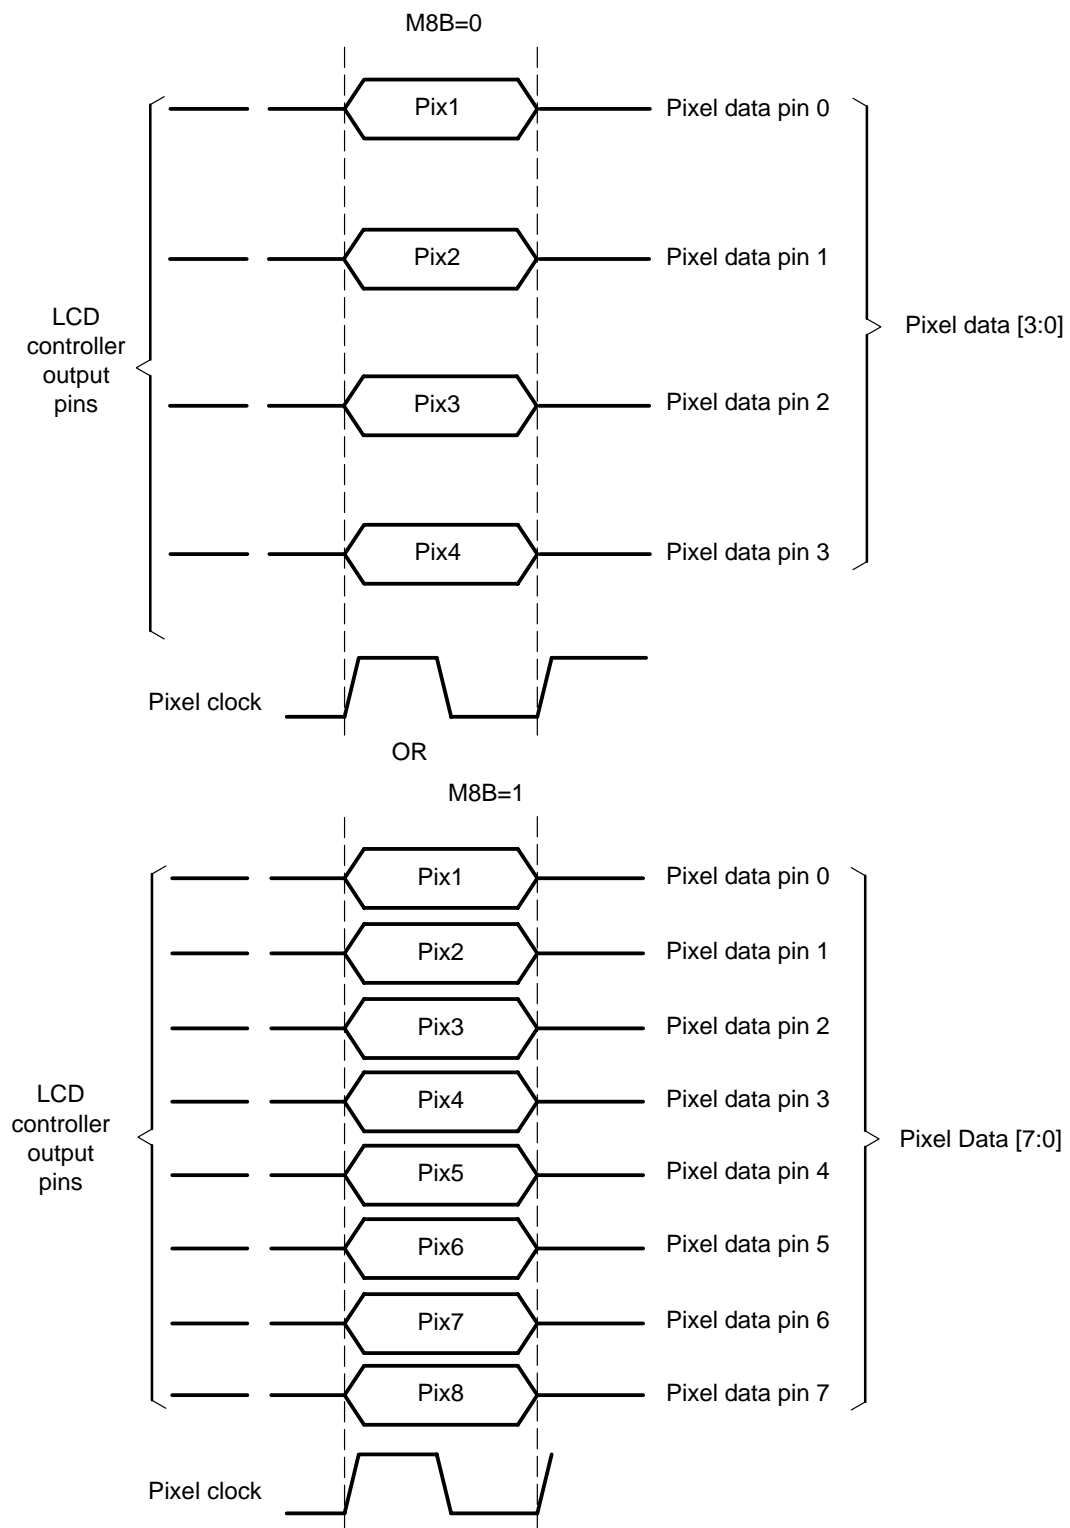 M8B=0
Pix1
Pixel data pin 0
Pix2
Pixel data pin 1
LCD
controller
output
pins
Pixel data [3:0]
Pix3
Pixel data pin 2
Pix4
Pixel data pin 3
Pixel clock
OR
M8B=1
Pix1
Pixel data pin 0
Pix2
Pixel data pin 1
Pix3
Pixel data pin 2
LCD
controller
output
pins
Pix4
Pixel data pin 3
Pixel Data [7:0]
Pix5
Pixel data pin 4
Pix6
Pixel data pin 5
Pix7
Pixel data pin 6
Pix8
Pixel data pin 7
Pixel clock